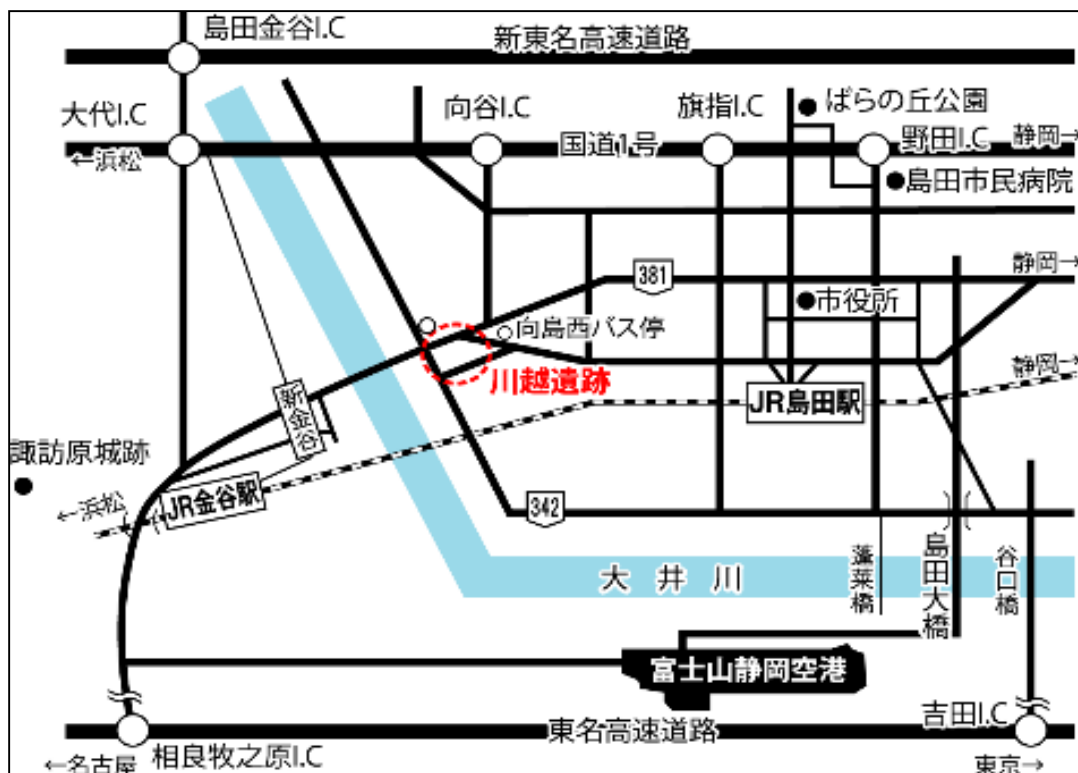 島田金谷I.C
新東名高速道路
大代I.C
向谷I.C
旗指I.C
ばらの丘公園
←浜松
国道1号
野田I.C
静岡→
島田市民病院
静岡→
381
市役所
向島西バス停
川越遺跡
静岡→
JR島田駅
新金谷
諏訪原城跡
JR金谷駅
←浜松
342
大井川
蓬莱橋
島田大橋
谷口橋
富士山静岡空港
吉田I.C
東名高速道路
相良牧之原I.C
←名古屋
東京→